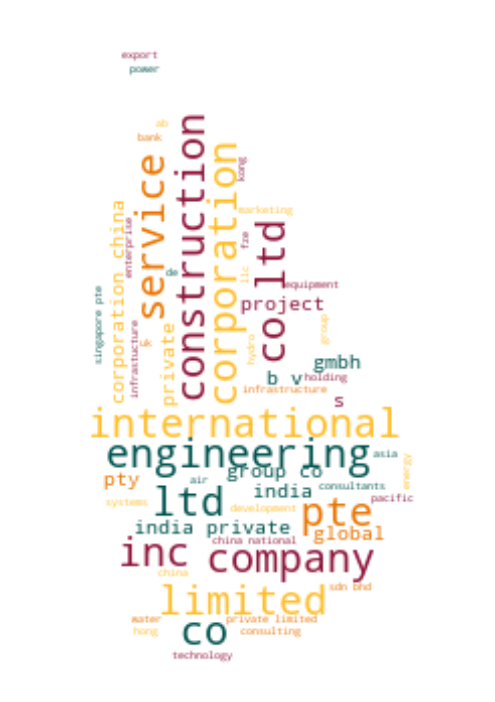 export
power
ab
bank
service
construction
corporation
kong
corporation china
enterprise
marketing
co ltd
fze
llc
de
equipment
project
singapore pte
infrastructure
uk
private
hydro
group
gmbh
b v
holding
infrastructure
s
international
engineering
asia
group co
energy
pty
air
consultants
ltd
india
pacific
systems
development
pte
india private
global
china national
inc
company
china
limited
sdn bhd
water
private limited
co
hong
consulting
technology